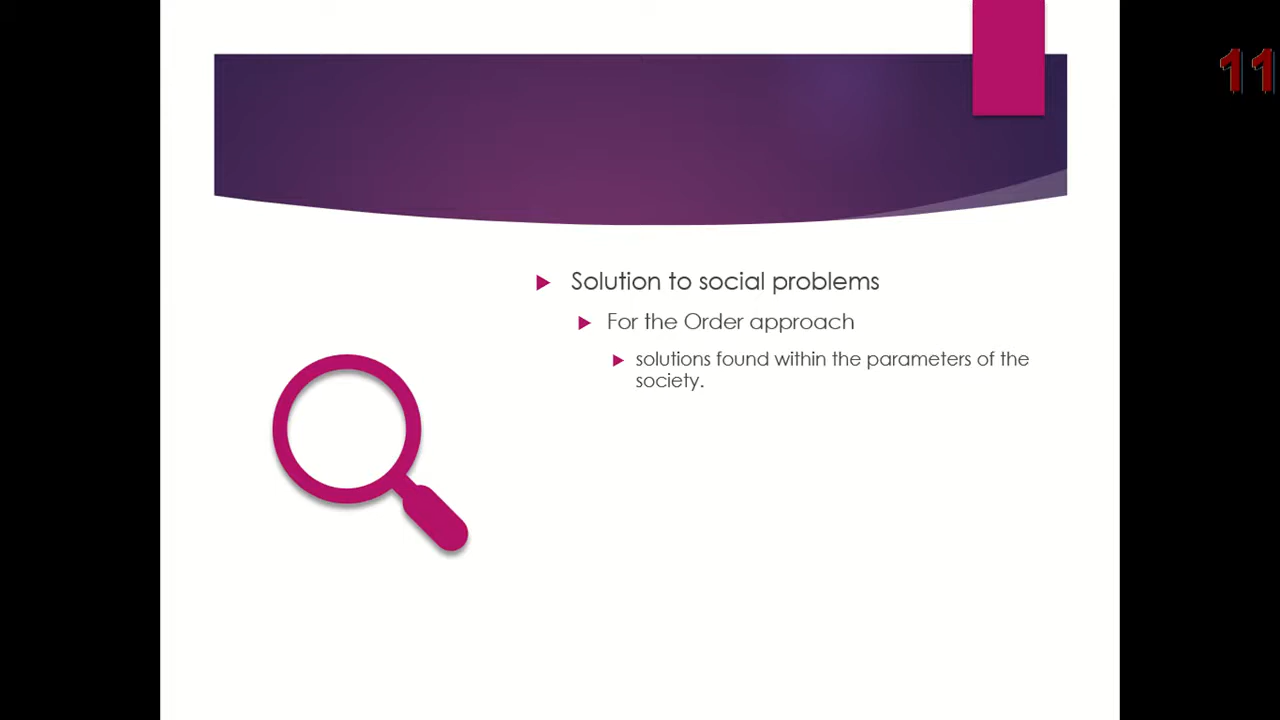 11
Solution to social problems
For the Order approach
solutions found within the parameters of the
society.